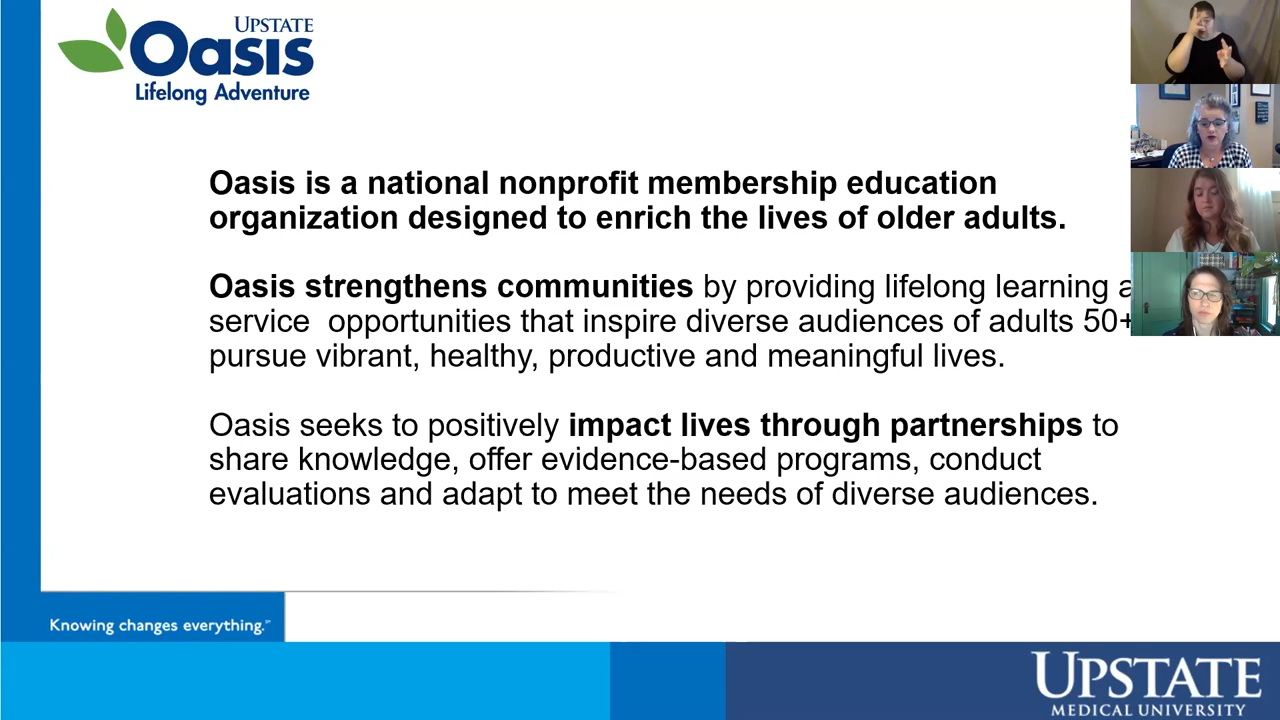 UPSTATE
Oasis
Lifelong Adventure
Oasis is a national nonprofit membership education
organization designed to enrich the lives of older adults.
Oasis strengthens communities by providing lifelong learning
service opportunities that inspire diverse audiences of adults 50+
pursue vibrant, healthy, productive and meaningful lives.
Oasis seeks to positively impact lives through partnerships to
share knowledge, offer evidence-based programs, conduct
evaluations and adapt to meet the needs of diverse audiences.
Knowing changes everything.
UPSTATE
MEDICAL UNIVERSITY